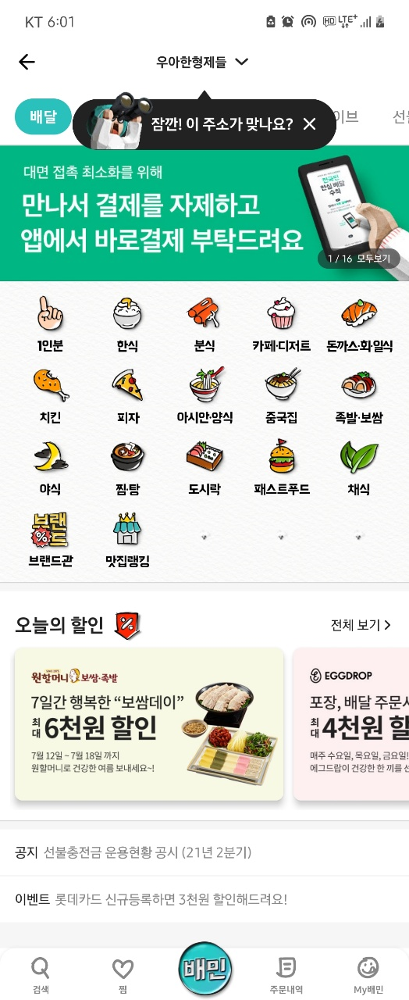 KT 6:01
HD LTE+
우아한형제들
배달
잠깐! 이 주소가 맞나요?
이브
선
대면 접촉 최소화를 위해
만나서 결제를 자제하고
앱에서 바로결제 부탁드려요
전국민
안심 배달
수칙
1 / 16 모두보기
1인분 한식 분식 카페·디저트 돈까스·회·일식
치킨 피자 아시안·양식 중국집 족발·보쌈
야식 찜·탕 도시락 패스트푸드 채식
브랜드
브랜드관 맛집랭킹
오늘의 할인 %
전체 보기
SINCE 1975
원할머니 보쌈·족발
7일간 행복한 “보쌈데이”
최대 6천원 할인
7월 12일 ~ 7월 18일 까지
원할머니로 건강한 여름 보내세요~!
EGGDROP
포장, 배달 주문시
최대 4천원 할
매주 수요일, 목요일, 금요일!
에그드랍이 건강한 한 끼를 선
공지 선불충전금 운용현황 공시 (21년 2분기)
이벤트 롯데카드 신규등록하면 3천원 할인해드려요!
배민
검색 찜 주문내역 My배민